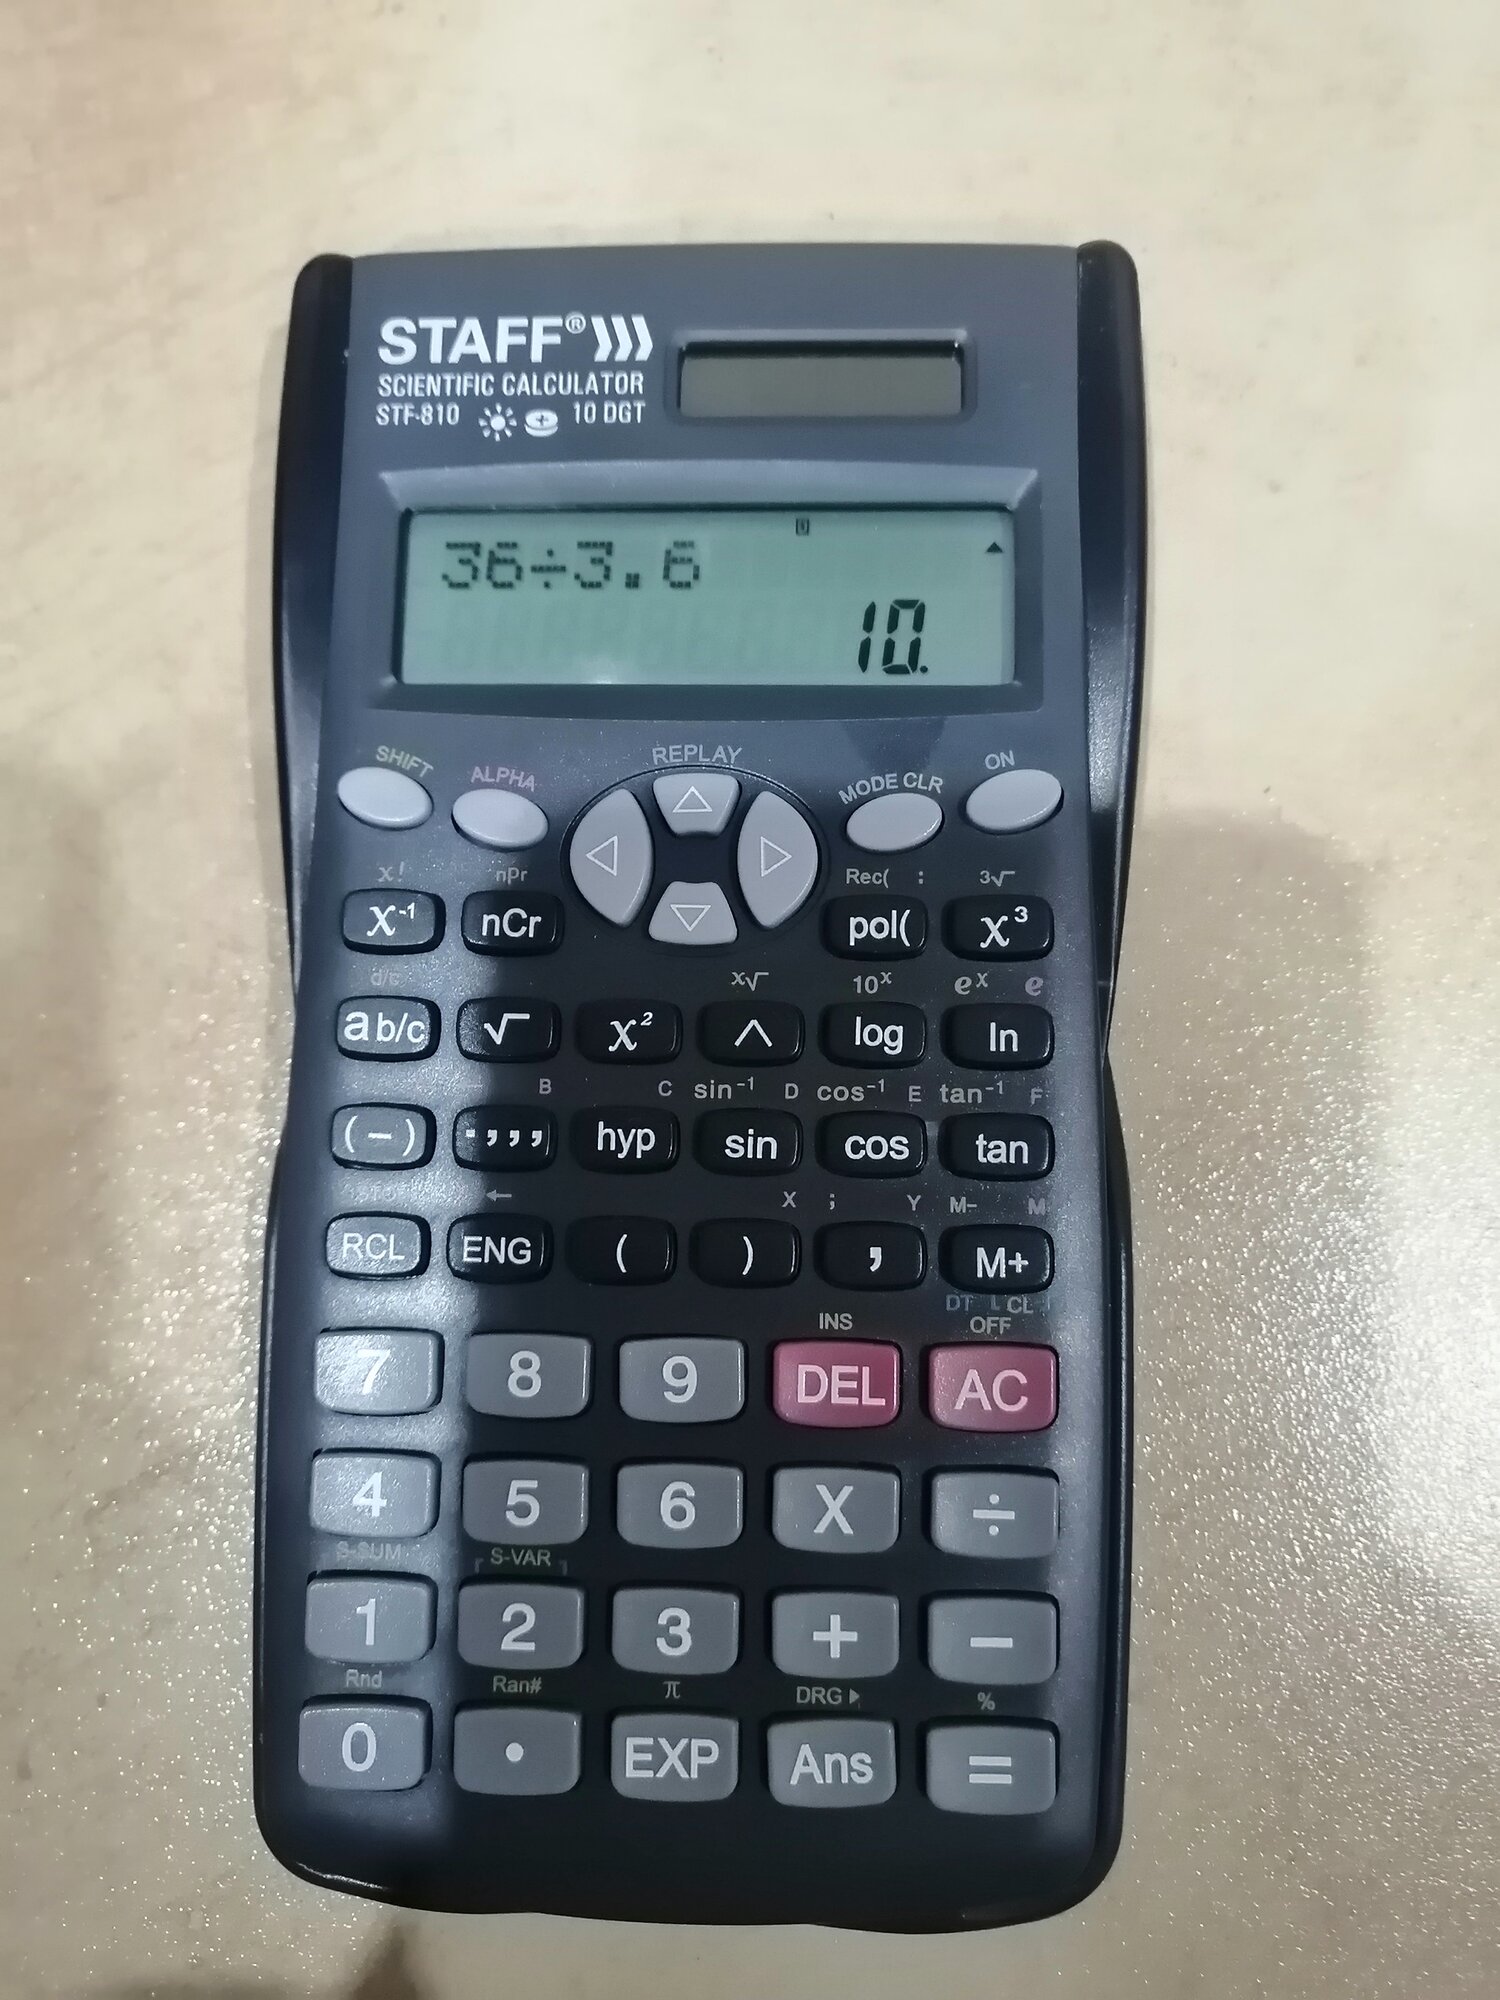 STAFF®
SCIENTIFIC CALCULATOR
STF-810 10 DGT
D
36÷3.6
10.
REPLAY
SHIFT ALPHA MODE CLR ON
x! nPr Rec( : 3√
x⁻¹ nCr pol( x³
d/c x√ 10ˣ eˣ e
a b/c √ x² ^ log ln
B C sin⁻¹ D cos⁻¹ E tan⁻¹ F
(−) hyp sin cos tan
STO ← X ; Y M- M
RCL ENG ( ) , M+
DT CL
INS OFF
7 8 9 DEL AC
4 5 6 X ÷
S-SUM S-VAR
1 2 3 + −
Rnd Ran# π DRG▶ %
0 • EXP Ans =